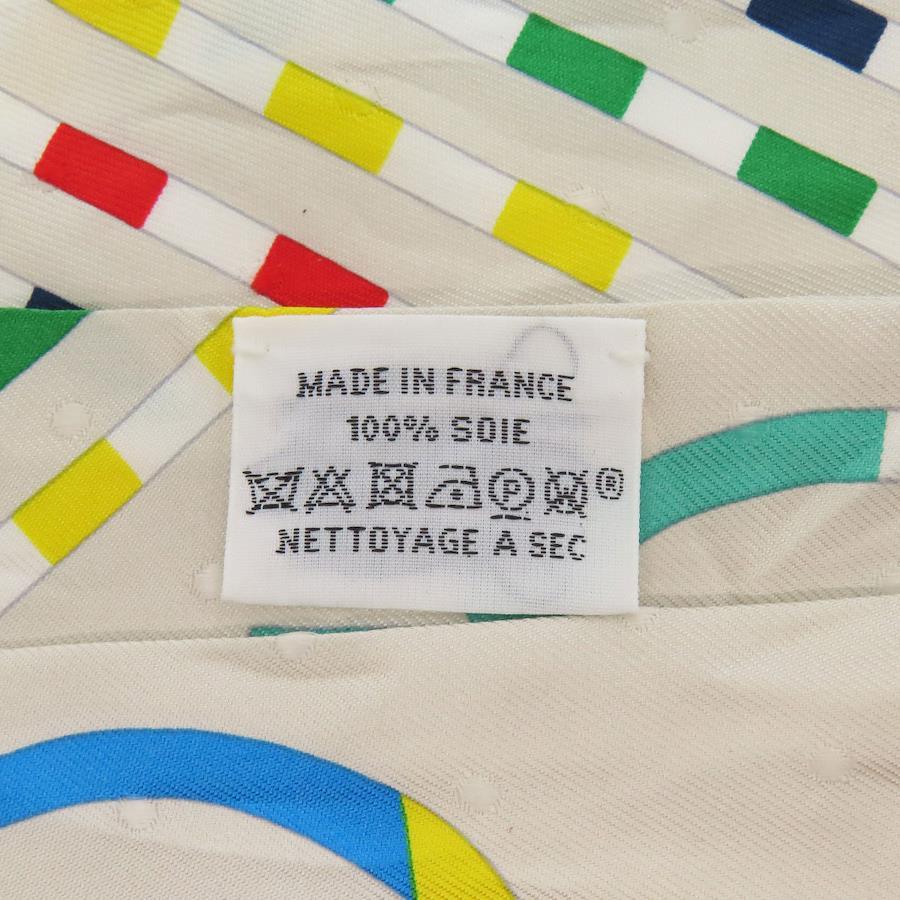 MADE IN FRANCE
100% SOIE
P ®
NETTOYAGE A SEC